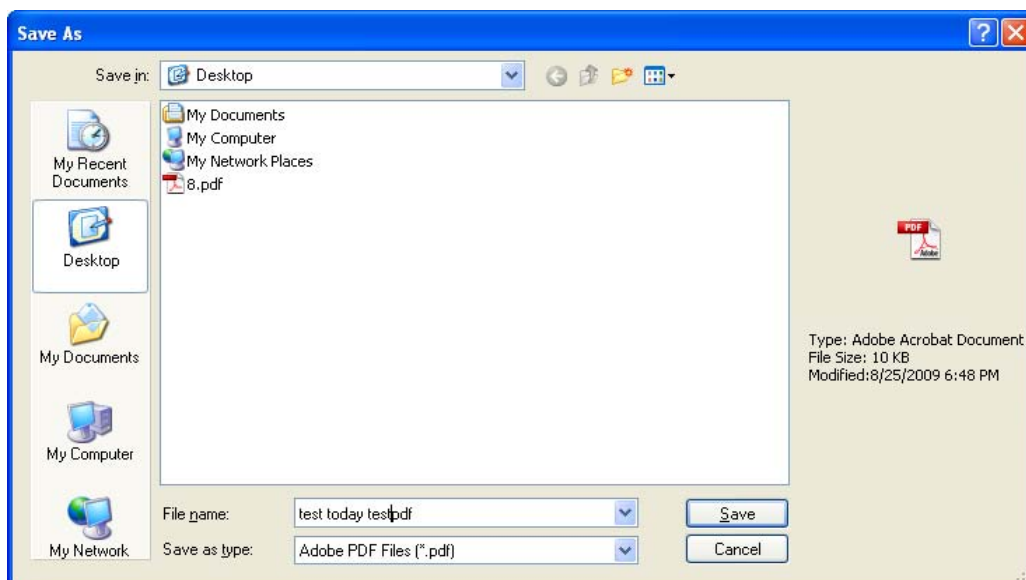 Save As
Save in:
Desktop
My Recent
Documents
Desktop
My Documents
My Computer
My Network
My Documents
My Computer
My Network Places
8.pdf
PDF
Adobe
Type: Adobe Acrobat Document
File Size: 10 KB
Modified:8/25/2009 6:48 PM
File name:
test today test.pdf
Save
Save as type:
Adobe PDF Files (*.pdf)
Cancel